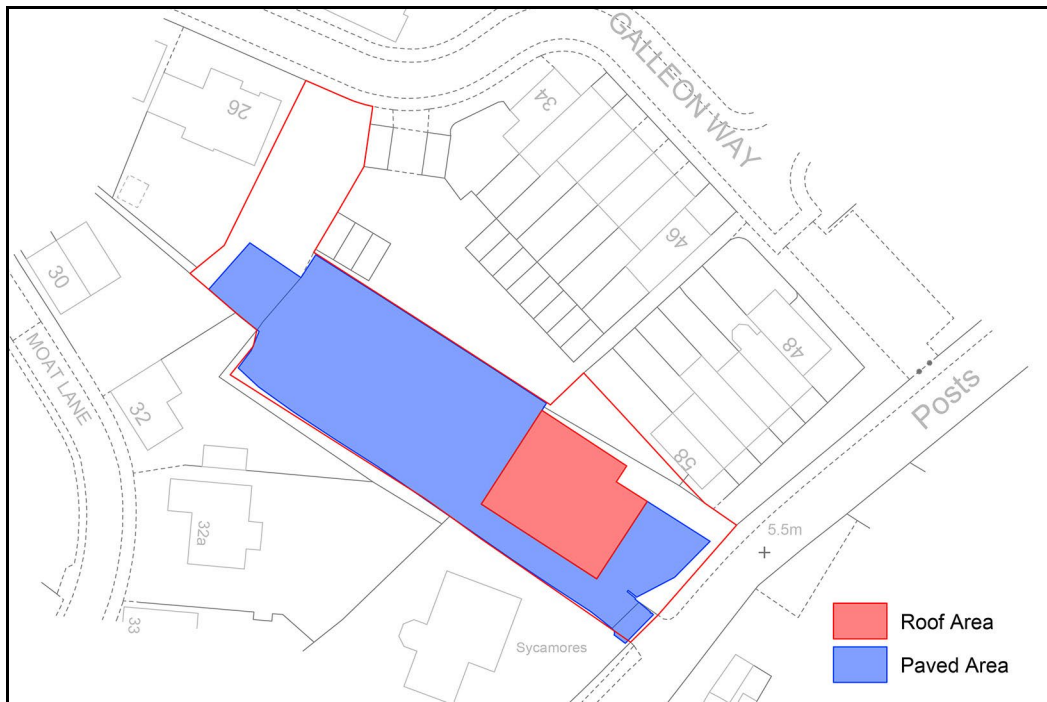 GALLEON WAY
26
34
46
30
48
MOAT LANE
32
Posts
58
5.5m
32a
33
Sycamores
Roof Area
Paved Area